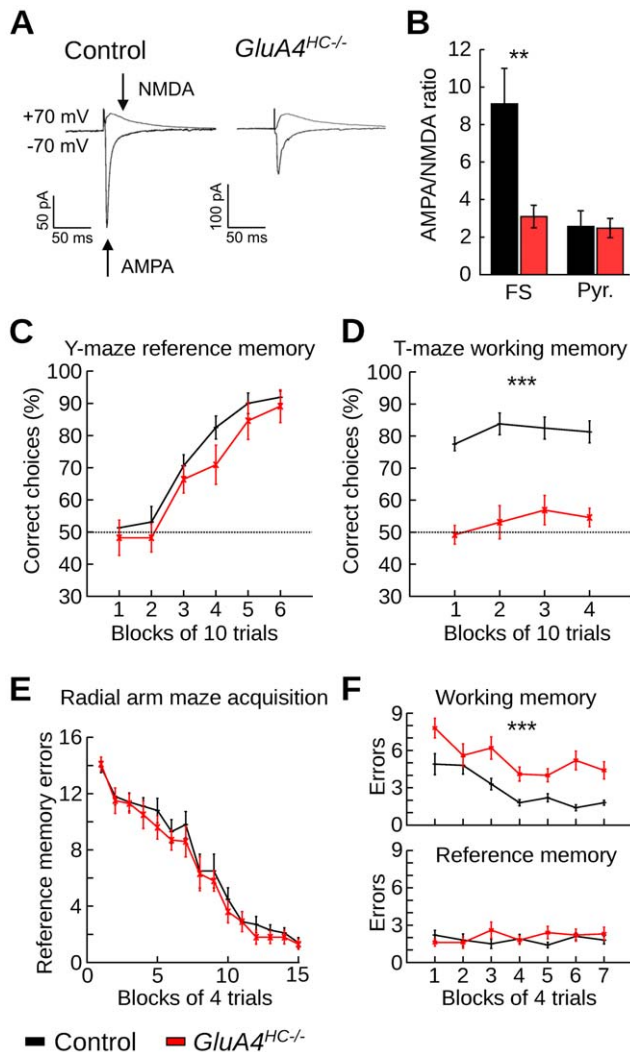 A
Control
GluA4HC-/-
NMDA
+70 mV
-70 mV
50 pA
50 ms
AMPA
100 pA
50 ms
B
AMPA/NMDA ratio
12
10
8
6
4
2
0
**
FS
Pyr.
C
Y-maze reference memory
Correct choices (%)
100
90
80
70
60
50
40
30
1 2 3 4 5 6
Blocks of 10 trials
D
T-maze working memory
***
Correct choices (%)
100
90
80
70
60
50
40
30
1 2 3 4
Blocks of 10 trials
E
Radial arm maze acquisition
Reference memory errors
16
12
8
4
0
0 5 10 15
Blocks of 4 trials
F
Working memory
***
Errors
9
6
3
0
Reference memory
Errors
9
6
3
0
1 2 3 4 5 6 7
Blocks of 4 trials
Control
GluA4HC-/-